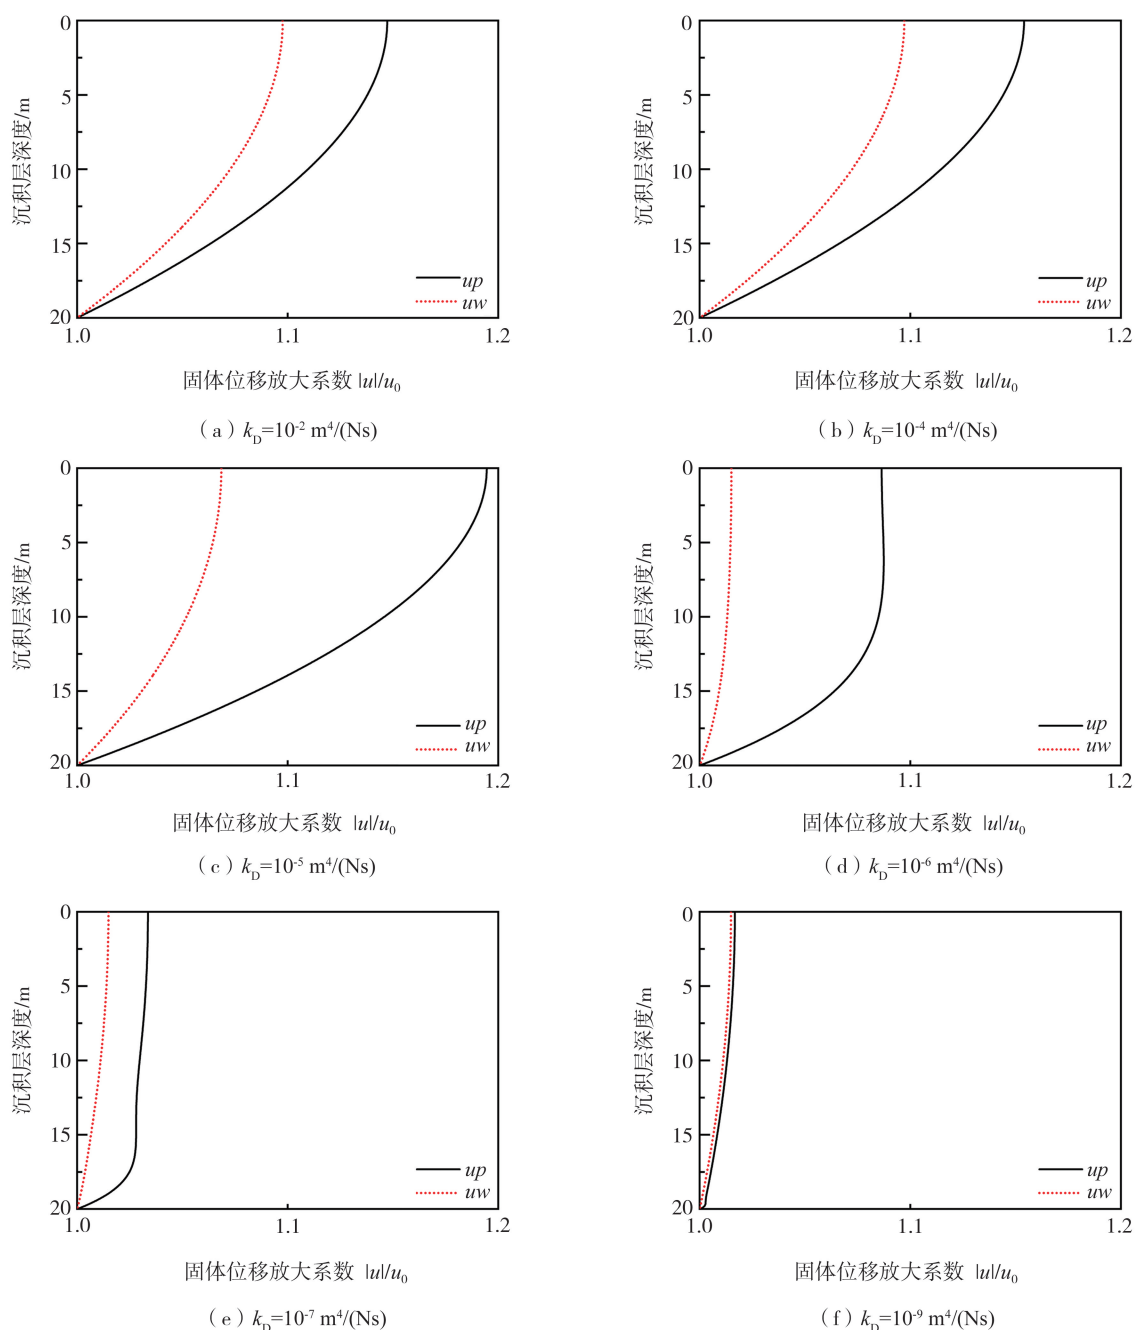 0
5
10
15
20
沉积层深度/m
up
uw
1.0
1.1
1.2
固体位移放大系数 |u|/u0
（a）kD=10-2 m4/(Ns)
0
5
10
15
20
沉积层深度/m
up
uw
1.0
1.1
1.2
固体位移放大系数 |u|/u0
（b）kD=10-4 m4/(Ns)
0
5
10
15
20
沉积层深度/m
up
uw
1.0
1.1
1.2
固体位移放大系数 |u|/u0
（c）kD=10-5 m4/(Ns)
0
5
10
15
20
沉积层深度/m
up
uw
1.0
1.1
1.2
固体位移放大系数 |u|/u0
（d）kD=10-6 m4/(Ns)
0
5
10
15
20
沉积层深度/m
up
uw
1.0
1.1
1.2
固体位移放大系数 |u|/u0
（e）kD=10-7 m4/(Ns)
0
5
10
15
20
沉积层深度/m
up
uw
1.0
1.1
1.2
固体位移放大系数 |u|/u0
（f）kD=10-9 m4/(Ns)